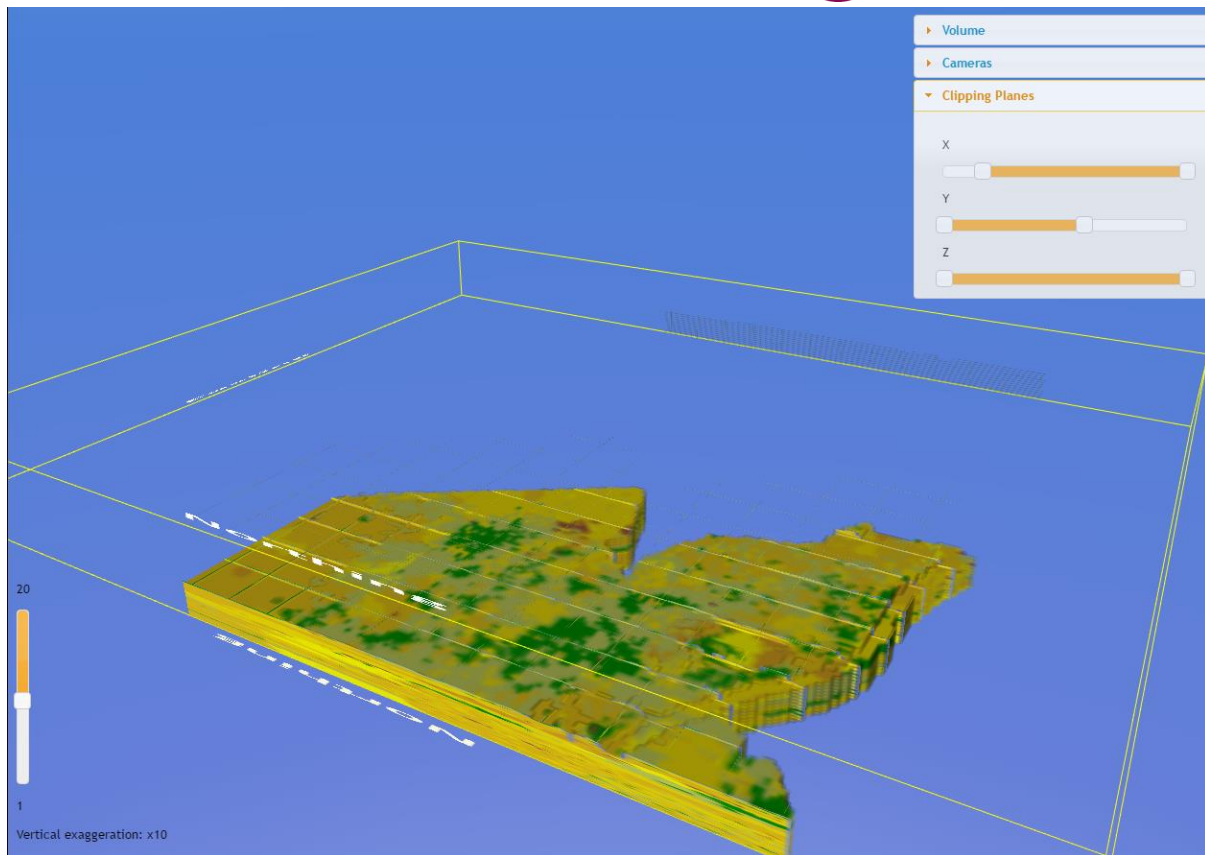 Volume
Cameras
Clipping Planes
X
Y
Z
20
1
Vertical exaggeration: x10